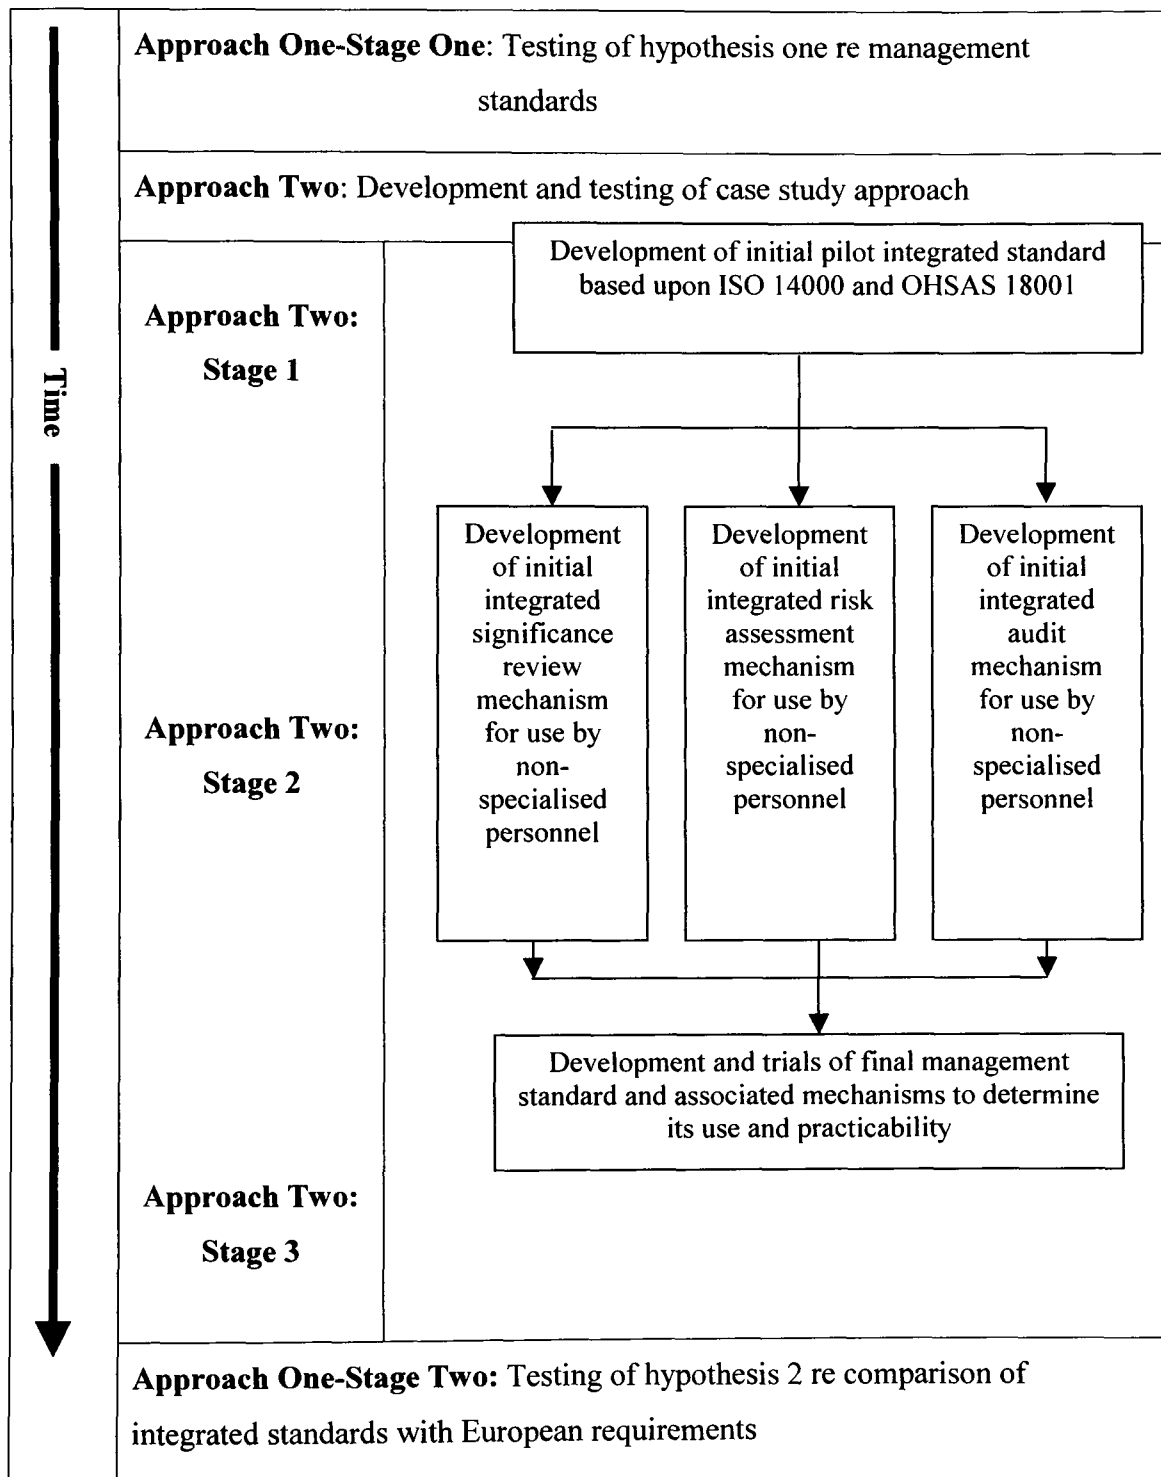 Approach One-Stage One: Testing of hypothesis one re management
standards
Approach Two: Development and testing of case study approach
Development of initial pilot integrated standard
based upon ISO 14000 and OHSAS 18001
Approach Two:
Stage 1
Time
Development
of initial
integrated
significance
review
mechanism
for use by
non-
specialised
personnel
Development
of initial
integrated risk
assessment
mechanism
for use by
non-
specialised
personnel
Development
of initial
integrated
audit
mechanism
for use by
non-
specialised
personnel
Approach Two:
Stage 2
Development and trials of final management
standard and associated mechanisms to determine
its use and practicability
Approach Two:
Stage 3
Approach One-Stage Two: Testing of hypothesis 2 re comparison of
integrated standards with European requirements